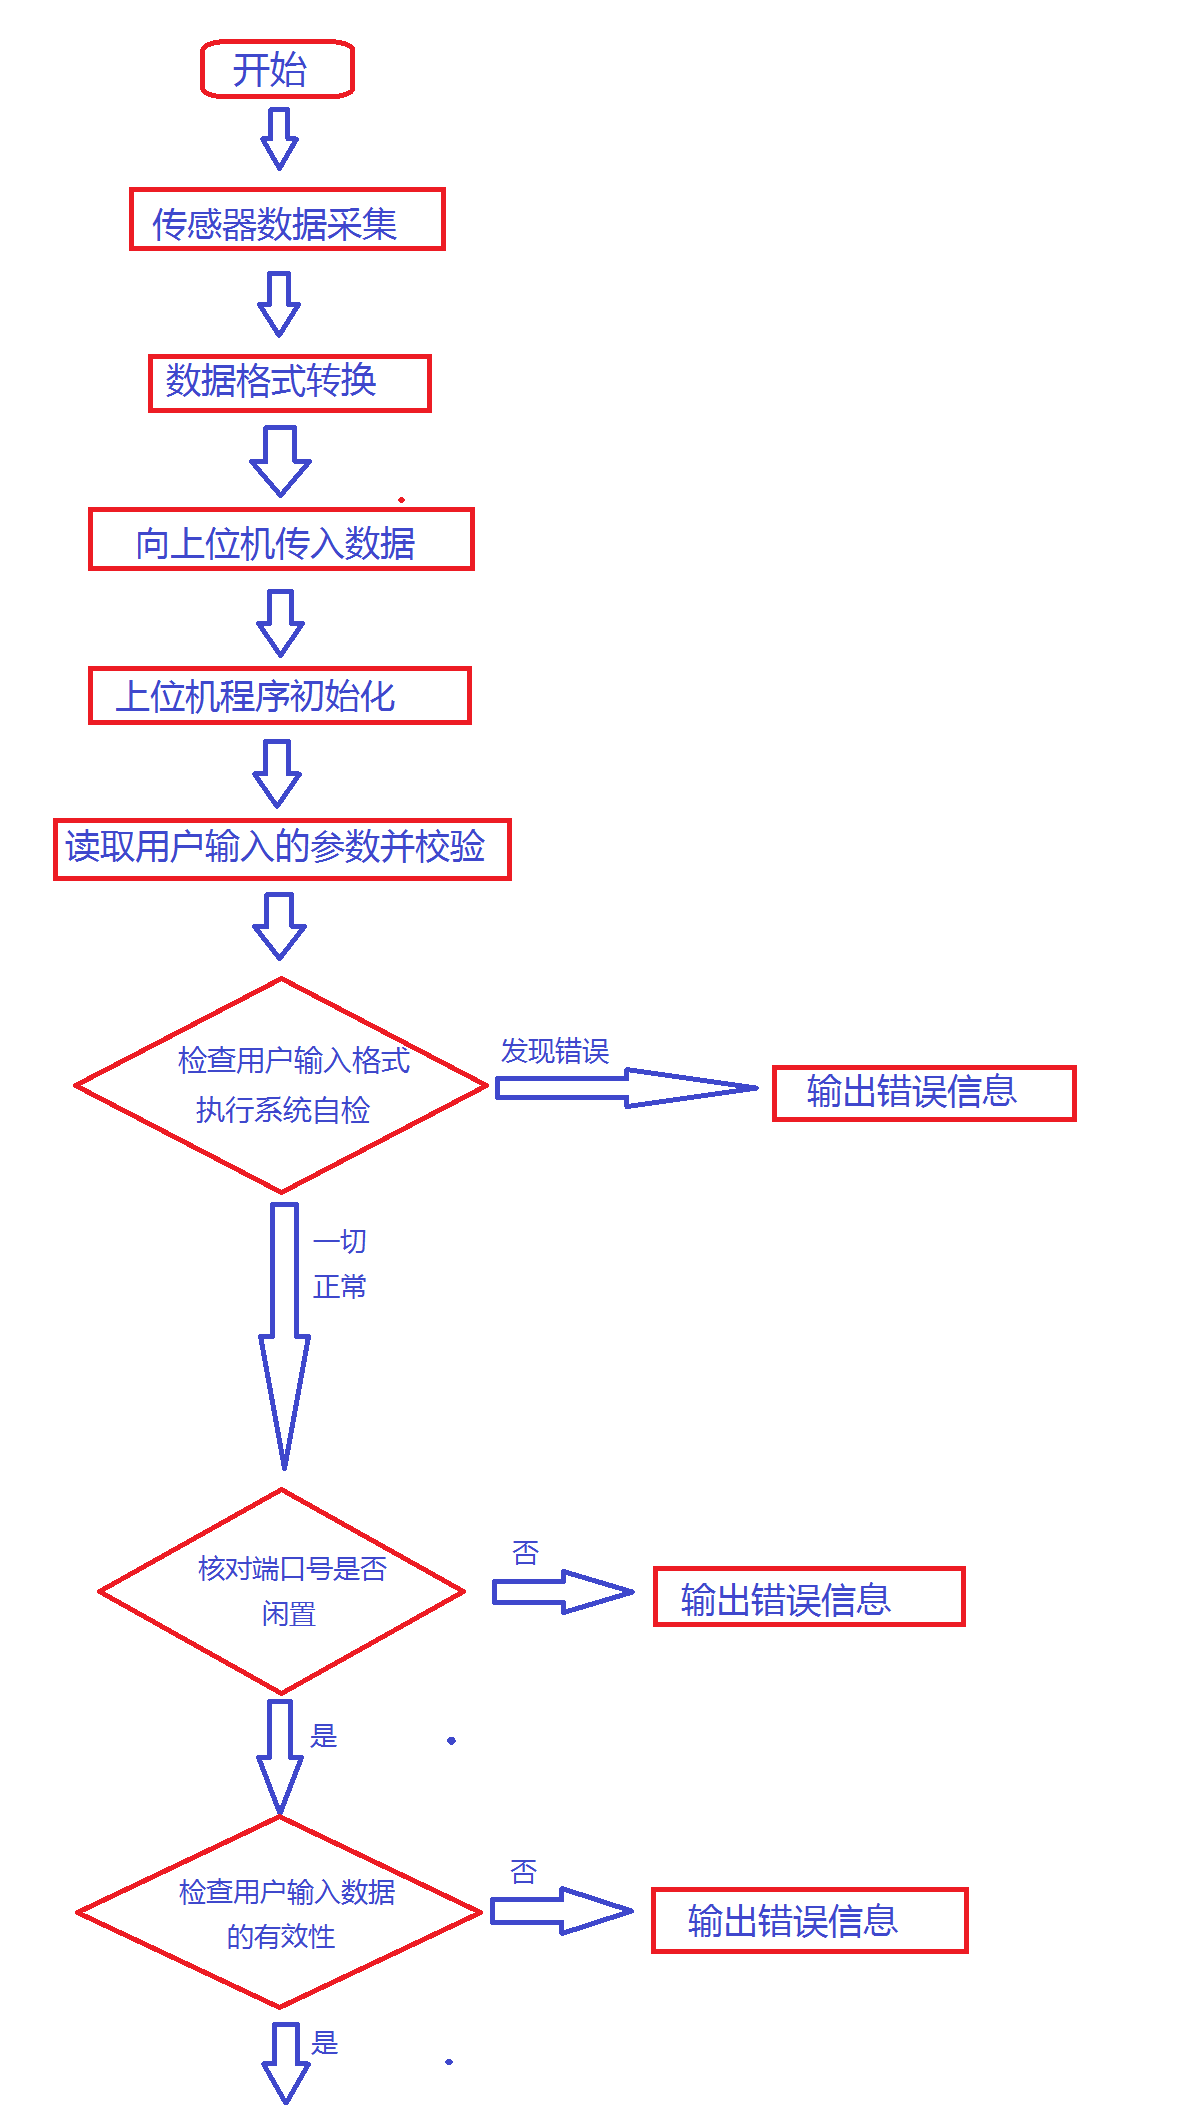 开始
传感器数据采集
数据格式转换
向上位机传入数据
上位机程序初始化
读取用户输入的参数并校验
检查用户输入格式
执行系统自检
发现错误
输出错误信息
一切
正常
核对端口号是否
闲置
否
输出错误信息
是
检查用户输入数据
的有效性
否
输出错误信息
是